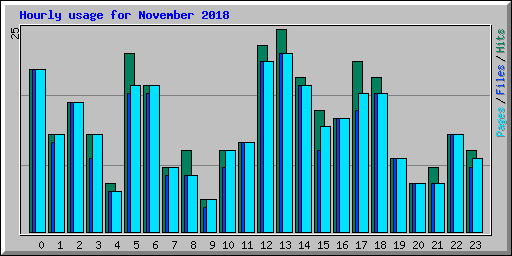 Hourly usage for November 2018
25
Pages/Files/Hits
0 1 2 3 4 5 6 7 8 9 10 11 12 13 14 15 16 17 18 19 20 21 22 23